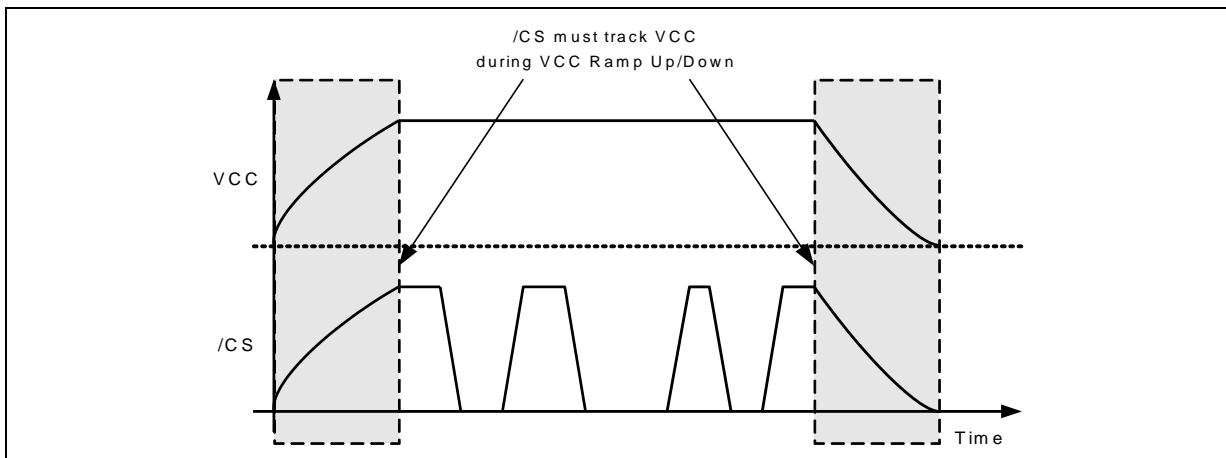 /CS must track VCC
during VCC Ramp Up/Down
VCC
/CS
Time